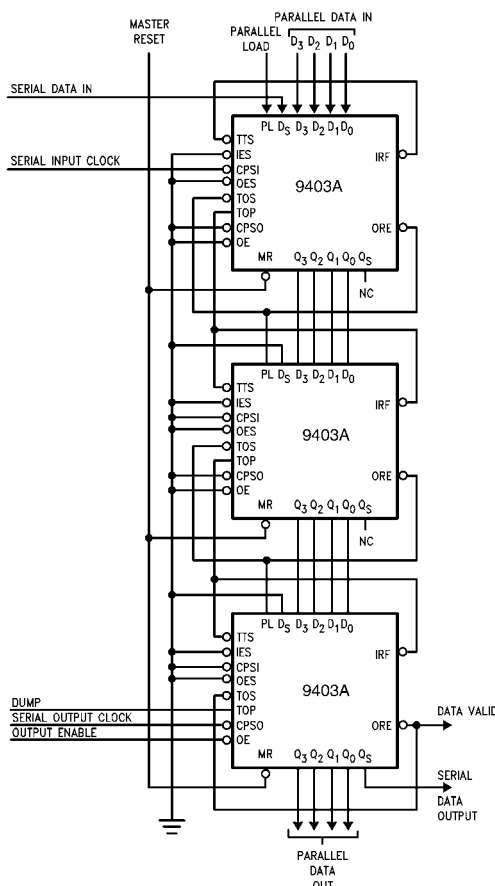 PARALLEL DATA IN
MASTER
RESET
PARALLEL
LOAD
D3 D2 D1 D0
SERIAL DATA IN
PL DS D3 D2 D1 D0
TTS
IES
IRF
SERIAL INPUT CLOCK
CPSI
OES
9403A
TOS
TOP
CPSO
ORE
OE
MR
Q3 Q2 Q1 Q0 QS
NC
PL DS D3 D2 D1 D0
TTS
IES
IRF
CPSI
OES
9403A
TOS
TOP
CPSO
ORE
OE
MR
Q3 Q2 Q1 Q0 QS
NC
PL DS D3 D2 D1 D0
TTS
IES
IRF
CPSI
OES
9403A
TOS
DUMP
TOP
SERIAL OUTPUT CLOCK
CPSO
ORE
DATA VALID
OUTPUT ENABLE
OE
MR
Q3 Q2 Q1 Q0 QS
SERIAL
DATA
OUTPUT
PARALLEL
DATA
OUT